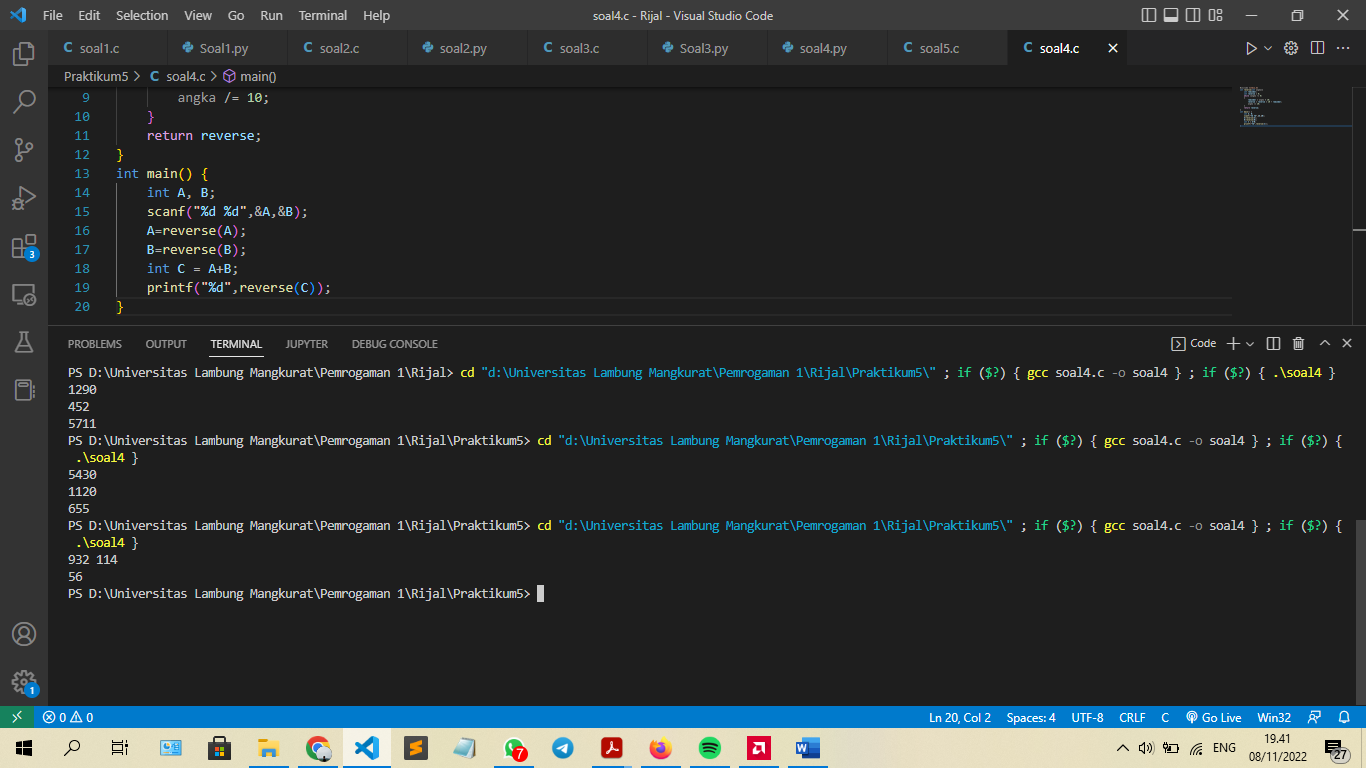 File Edit Selection View Go Run Terminal Help soal4.c - Rijal - Visual Studio Code
soal1.c Soal1.py soal2.c soal2.py soal3.c Soal3.py soal4.py soal5.c soal4.c
Praktikum5 > C soal4.c > main()
9 angka /= 10;
10 }
11 return reverse;
12 }
13 int main() {
14 int A, B;
15 scanf("%d %d",&A,&B);
16 A=reverse(A);
17 B=reverse(B);
18 int C = A+B;
19 printf("%d",reverse(C));
20 }
PROBLEMS OUTPUT TERMINAL JUPYTER DEBUG CONSOLE Code
PS D:\Universitas Lambung Mangkurat\Pemrogaman 1\Rijal> cd "d:\Universitas Lambung Mangkurat\Pemrogaman 1\Rijal\Praktikum5\" ; if ($?) { gcc soal4.c -o soal4 } ; if ($?) { .\soal4 }
1290
452
5711
PS D:\Universitas Lambung Mangkurat\Pemrogaman 1\Rijal\Praktikum5> cd "d:\Universitas Lambung Mangkurat\Pemrogaman 1\Rijal\Praktikum5\" ; if ($?) { gcc soal4.c -o soal4 } ; if ($?) {
.\soal4 }
5430
1120
655
PS D:\Universitas Lambung Mangkurat\Pemrogaman 1\Rijal\Praktikum5> cd "d:\Universitas Lambung Mangkurat\Pemrogaman 1\Rijal\Praktikum5\" ; if ($?) { gcc soal4.c -o soal4 } ; if ($?) {
.\soal4 }
932 114
56
PS D:\Universitas Lambung Mangkurat\Pemrogaman 1\Rijal\Praktikum5>
3
1
0 0 Ln 20, Col 2 Spaces: 4 UTF-8 CRLF C Go Live Win32
7 ENG 19.41
08/11/2022 27